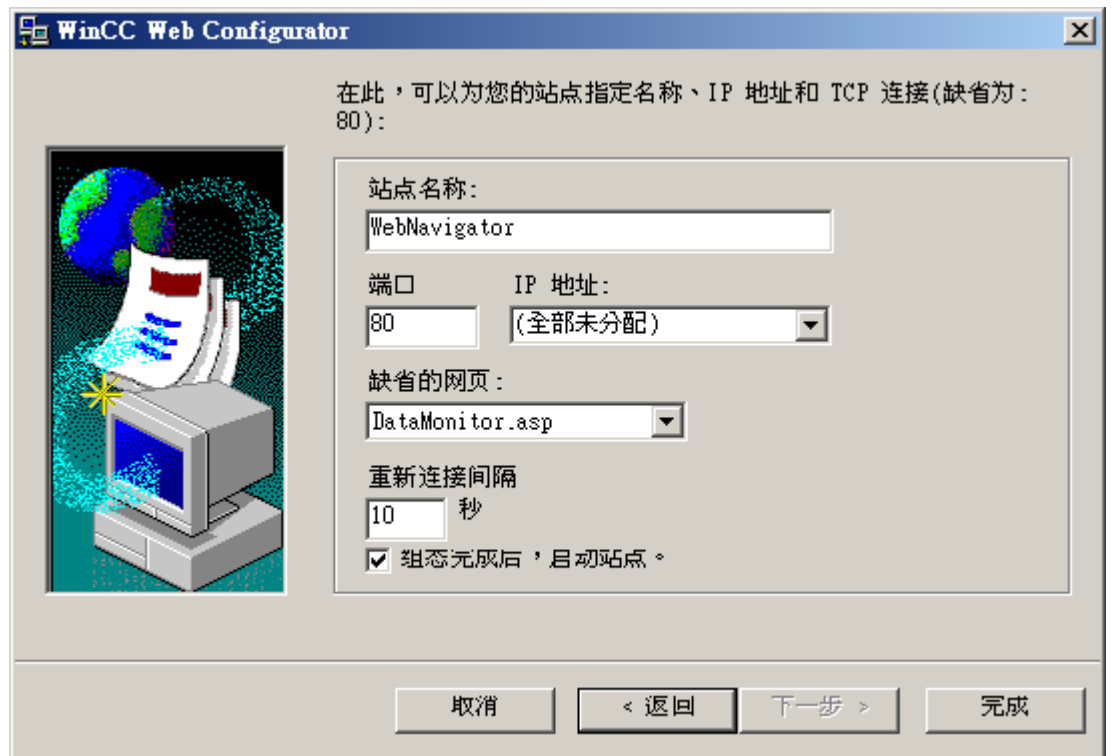 WinCC Web Configurator
在此，可以为您的站点指定名称、IP 地址和 TCP 连接(缺省为:
80):
站点名称:
WebNavigator
端口 IP 地址:
80 (全部未分配)
缺省的网页:
DataMonitor.asp
重新连接间隔
10 秒
组态完成后，启动站点。
取消 < 返回 下一步 > 完成